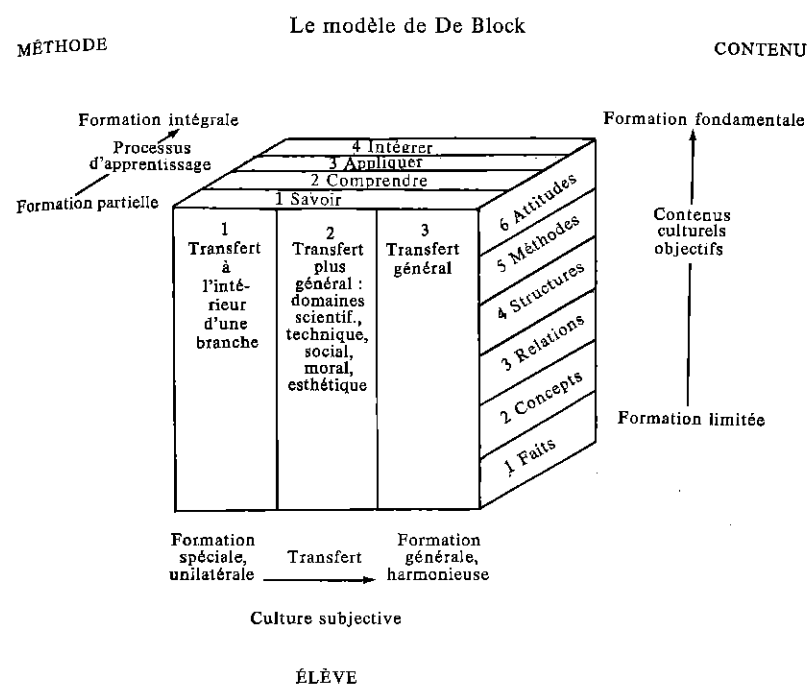 Le modèle de De Block
MÉTHODE
CONTENU
Formation intégrale
Processus
d'apprentissage
Formation partielle
4 Intégrer
3 Appliquer
2 Comprendre
1 Savoir
1
Transfert
à
l'inté-
rieur
d'une
branche
2
Transfert
plus
général :
domaines
scientif.,
technique,
social,
moral,
esthétique
3
Transfert
général
6 Attitudes
5 Méthodes
4 Structures
3 Relations
2 Concepts
1 Faits
Formation fondamentale
Contenus
culturels
objectifs
Formation limitée
Formation
spéciale,
unilatérale
Transfert
Formation
générale,
harmonieuse
Culture subjective
ÉLÈVE